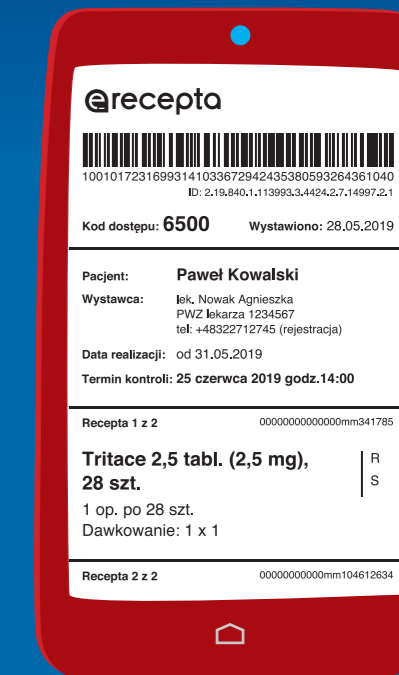 erecepta
10010172316993141033672942435380593264361040
ID: 2.19.840.1.113993.3.4424.2.7.14997.2.1
Kod dostępu: 6500 Wystawiono: 28.05.2019
Pacjent: Paweł Kowalski
Wystawca: lek. Nowak Agnieszka
PWZ lekarza 1234567
tel: +48322712745 (rejestracja)
Data realizacji: od 31.05.2019
Termin kontroli: 25 czerwca 2019 godz.14:00
Recepta 1 z 2 00000000000000mm341785
Tritace 2,5 tabl. (2,5 mg), R
28 szt. S
1 op. po 28 szt.
Dawkowanie: 1 x 1
Recepta 2 z 2 00000000000mm104612634